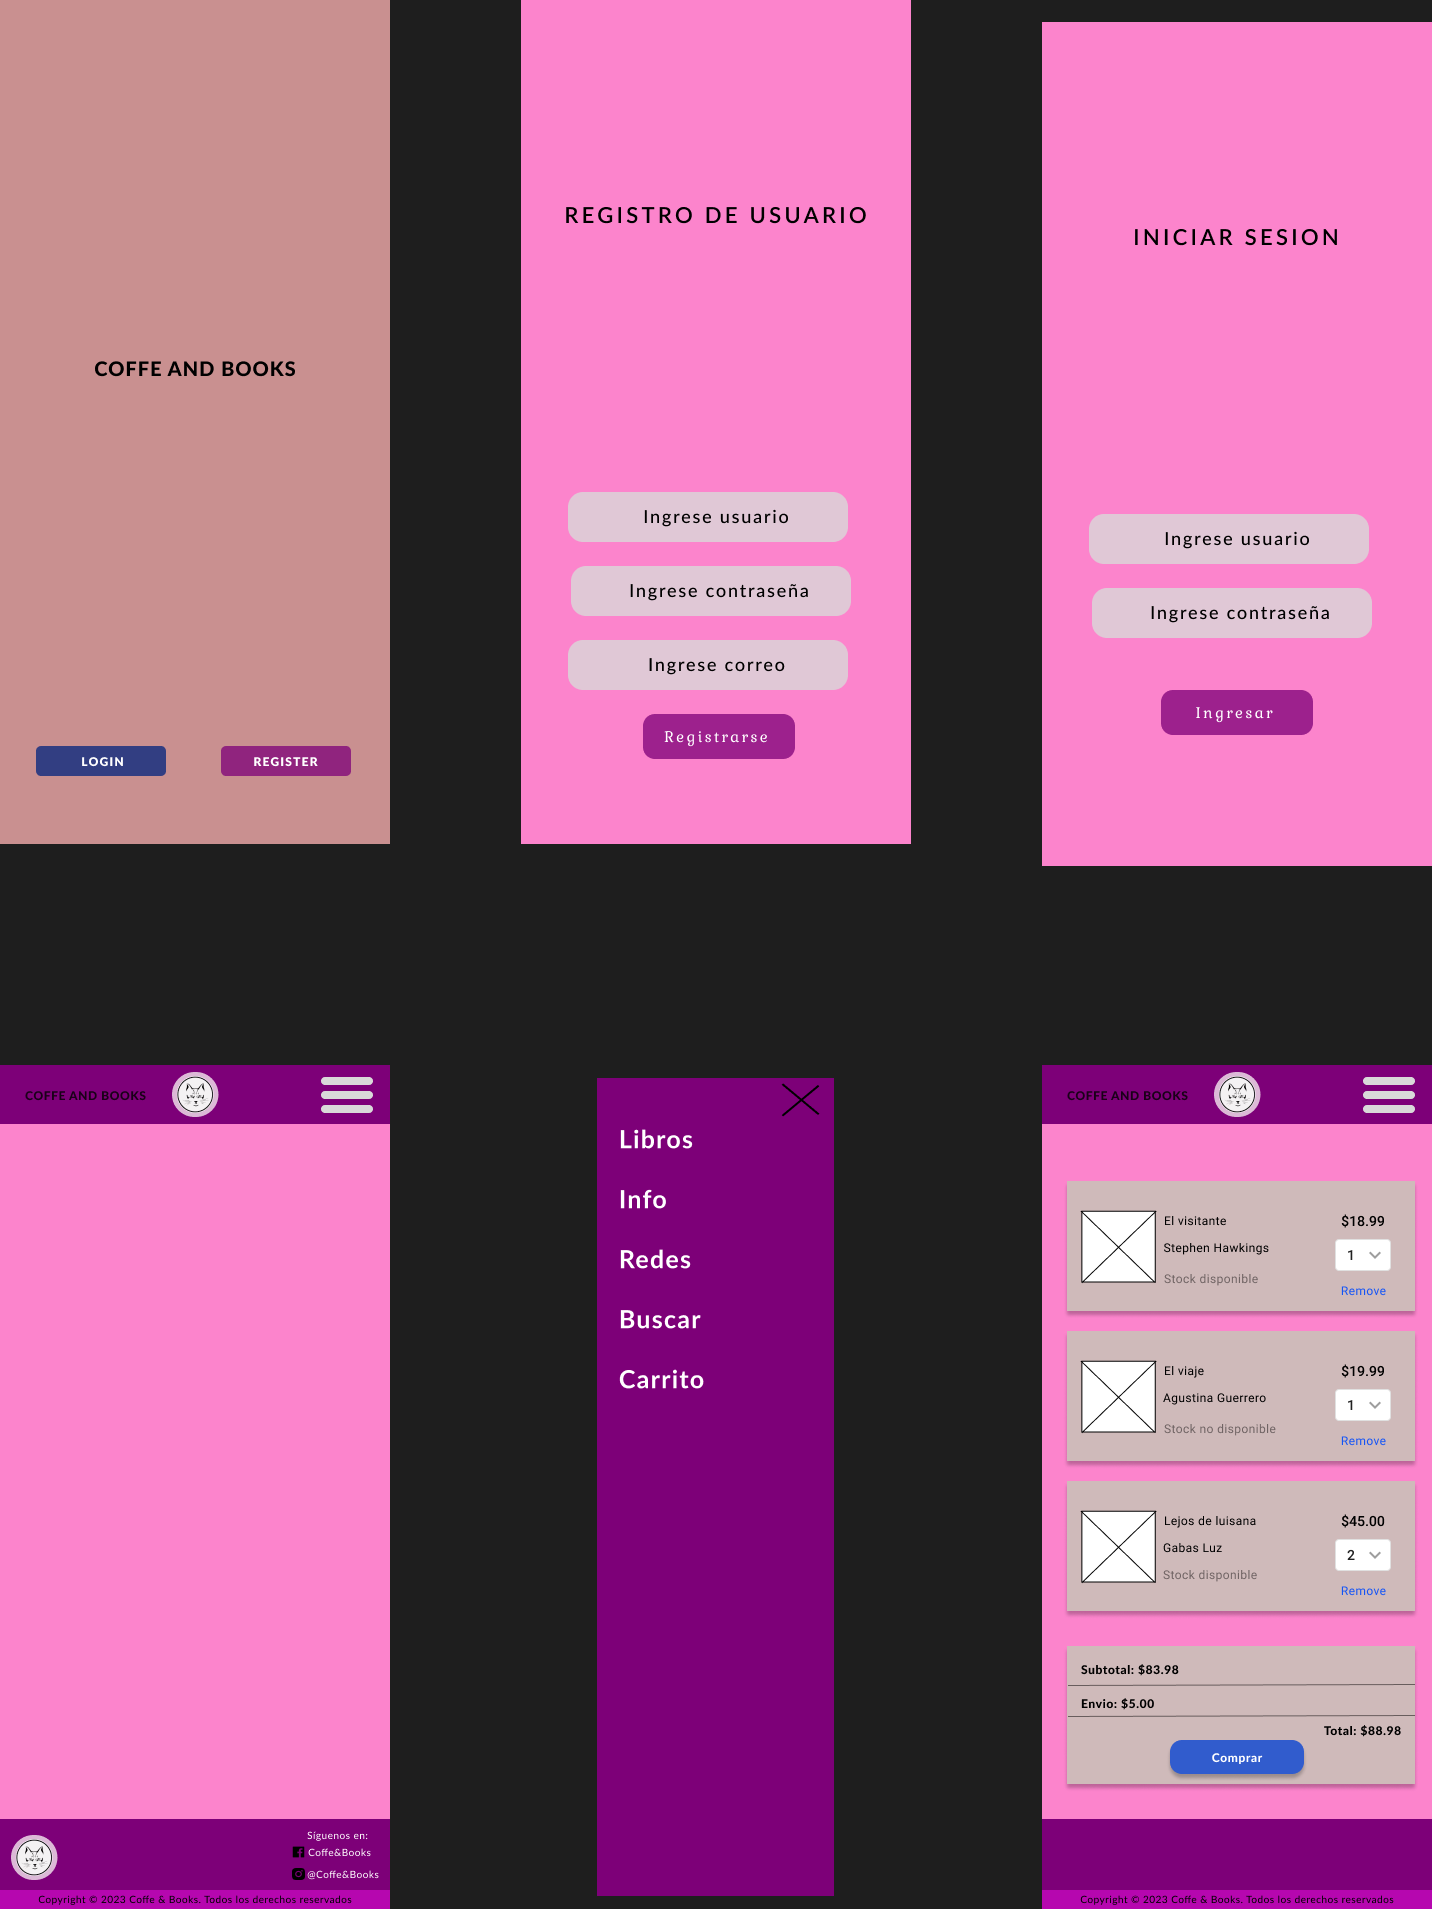 COFFE AND BOOKS
LOGIN
REGISTER
REGISTRO DE USUARIO
Ingrese usuario
Ingrese contraseña
Ingrese correo
Registrarse
INICIAR SESION
Ingrese usuario
Ingrese contraseña
Ingresar
COFFE AND BOOKS
Síguenos en:
Coffe&Books
@Coffe&Books
Copyright © 2023 Coffe & Books. Todos los derechos reservados
Libros
Info
Redes
Buscar
Carrito
COFFE AND BOOKS
El visitante
$18.99
Stephen Hawkings
1
Stock disponible
Remove
El viaje
$19.99
Agustina Guerrero
1
Stock no disponible
Remove
Lejos de luisana
$45.00
Gabas Luz
2
Stock disponible
Remove
Subtotal: $83.98
Envio: $5.00
Total: $88.98
Comprar
Copyright © 2023 Coffe & Books. Todos los derechos reservados